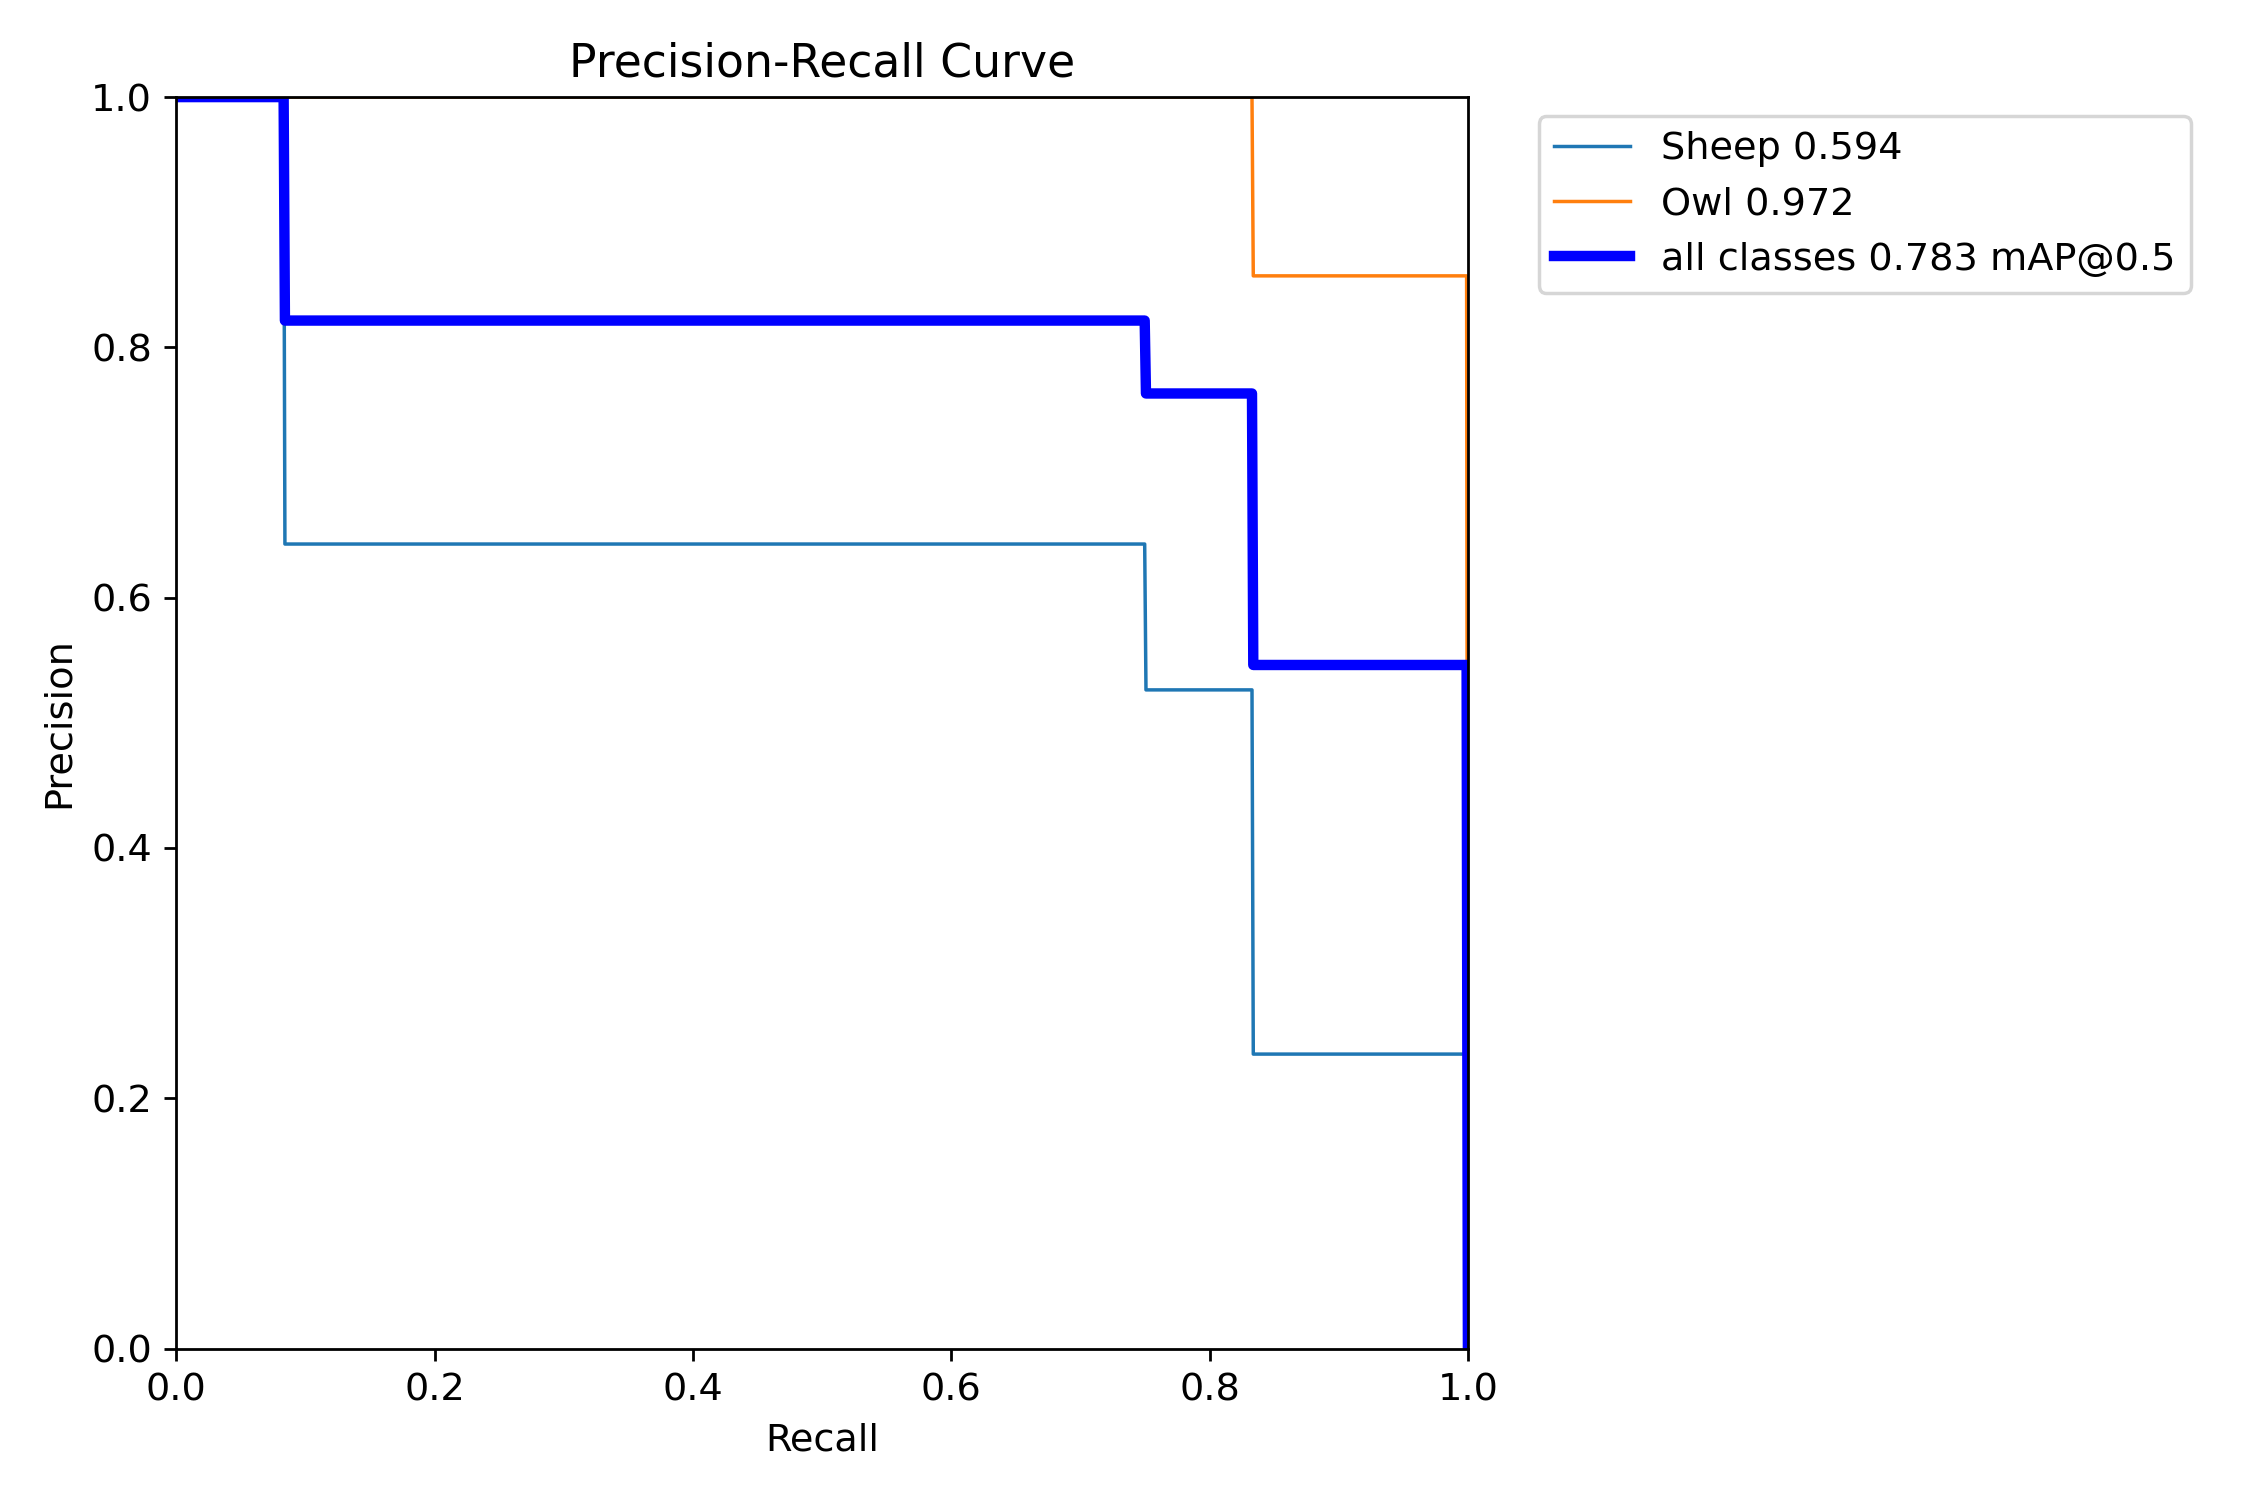 Precision-Recall Curve
1.0
0.8
0.6
0.4
0.2
0.0
Precision
0.0 0.2 0.4 0.6 0.8 1.0
Recall
Sheep 0.594
Owl 0.972
all classes 0.783 mAP@0.5